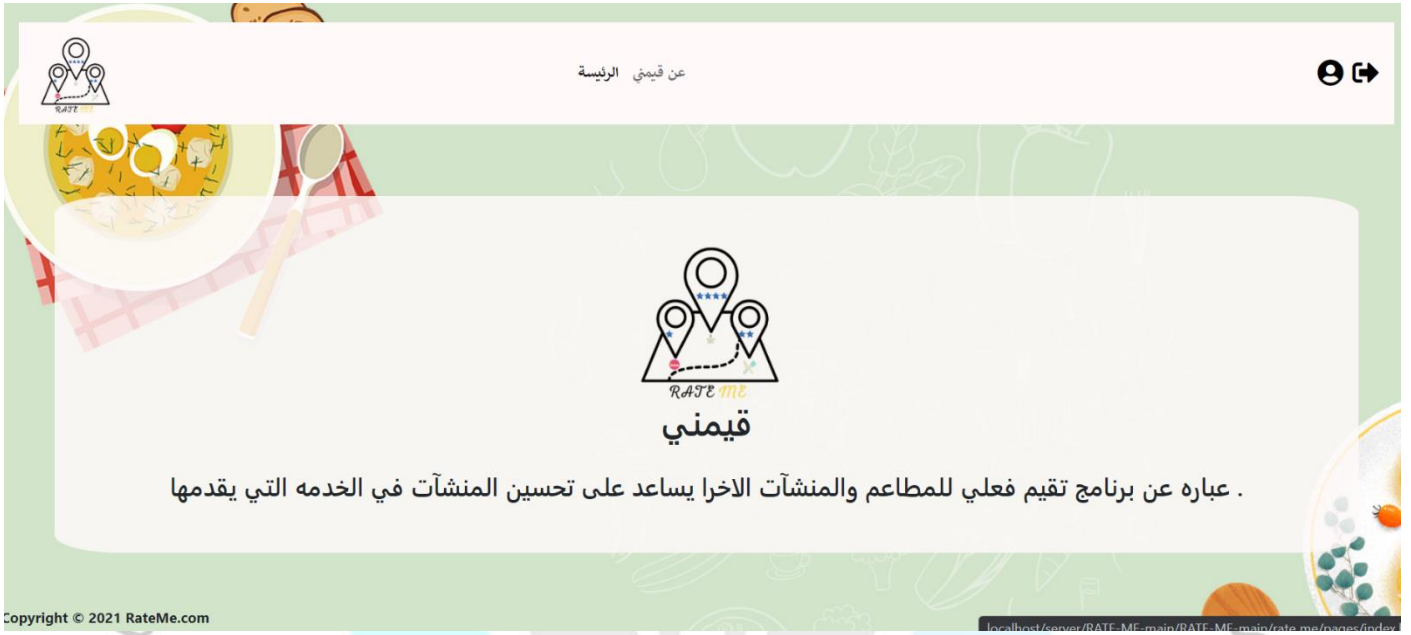 RATE ME
عن قيمني
الرئيسة
RATE ME
قيمني
عباره عن برنامج تقيم فعلي للمطاعم والمنشآت الاخرا يساعد على تحسين المنشآت في الخدمه التي يقدمها .
Copyright © 2021 RateMe.com
localhost/server/RATE-ME-main/RATE-ME-main/rate me/pages/index.